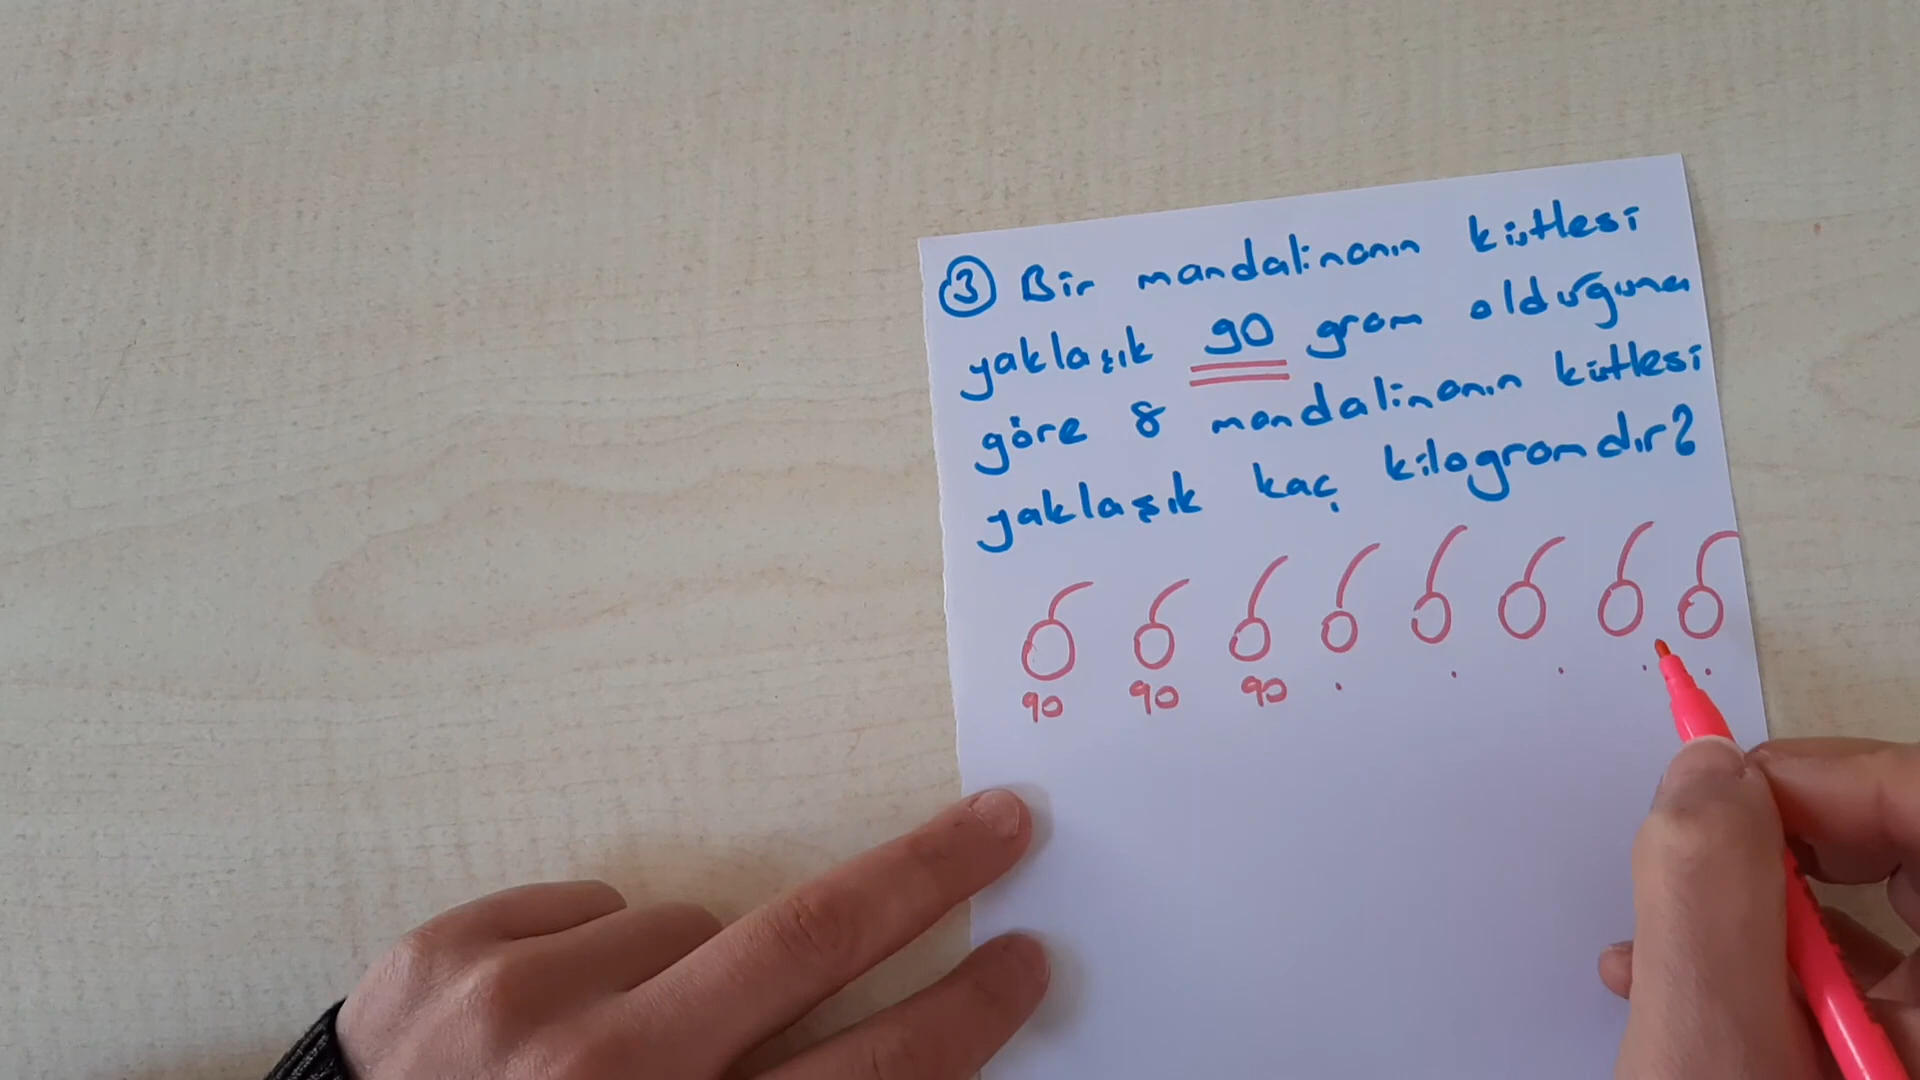 ③ Bir mandalinanın kütlesi
yaklaşık 90 gram olduğuna
göre 8 mandalinanın kütlesi
yaklaşık kaç kilogramdır?
90 90 90 . . . . .